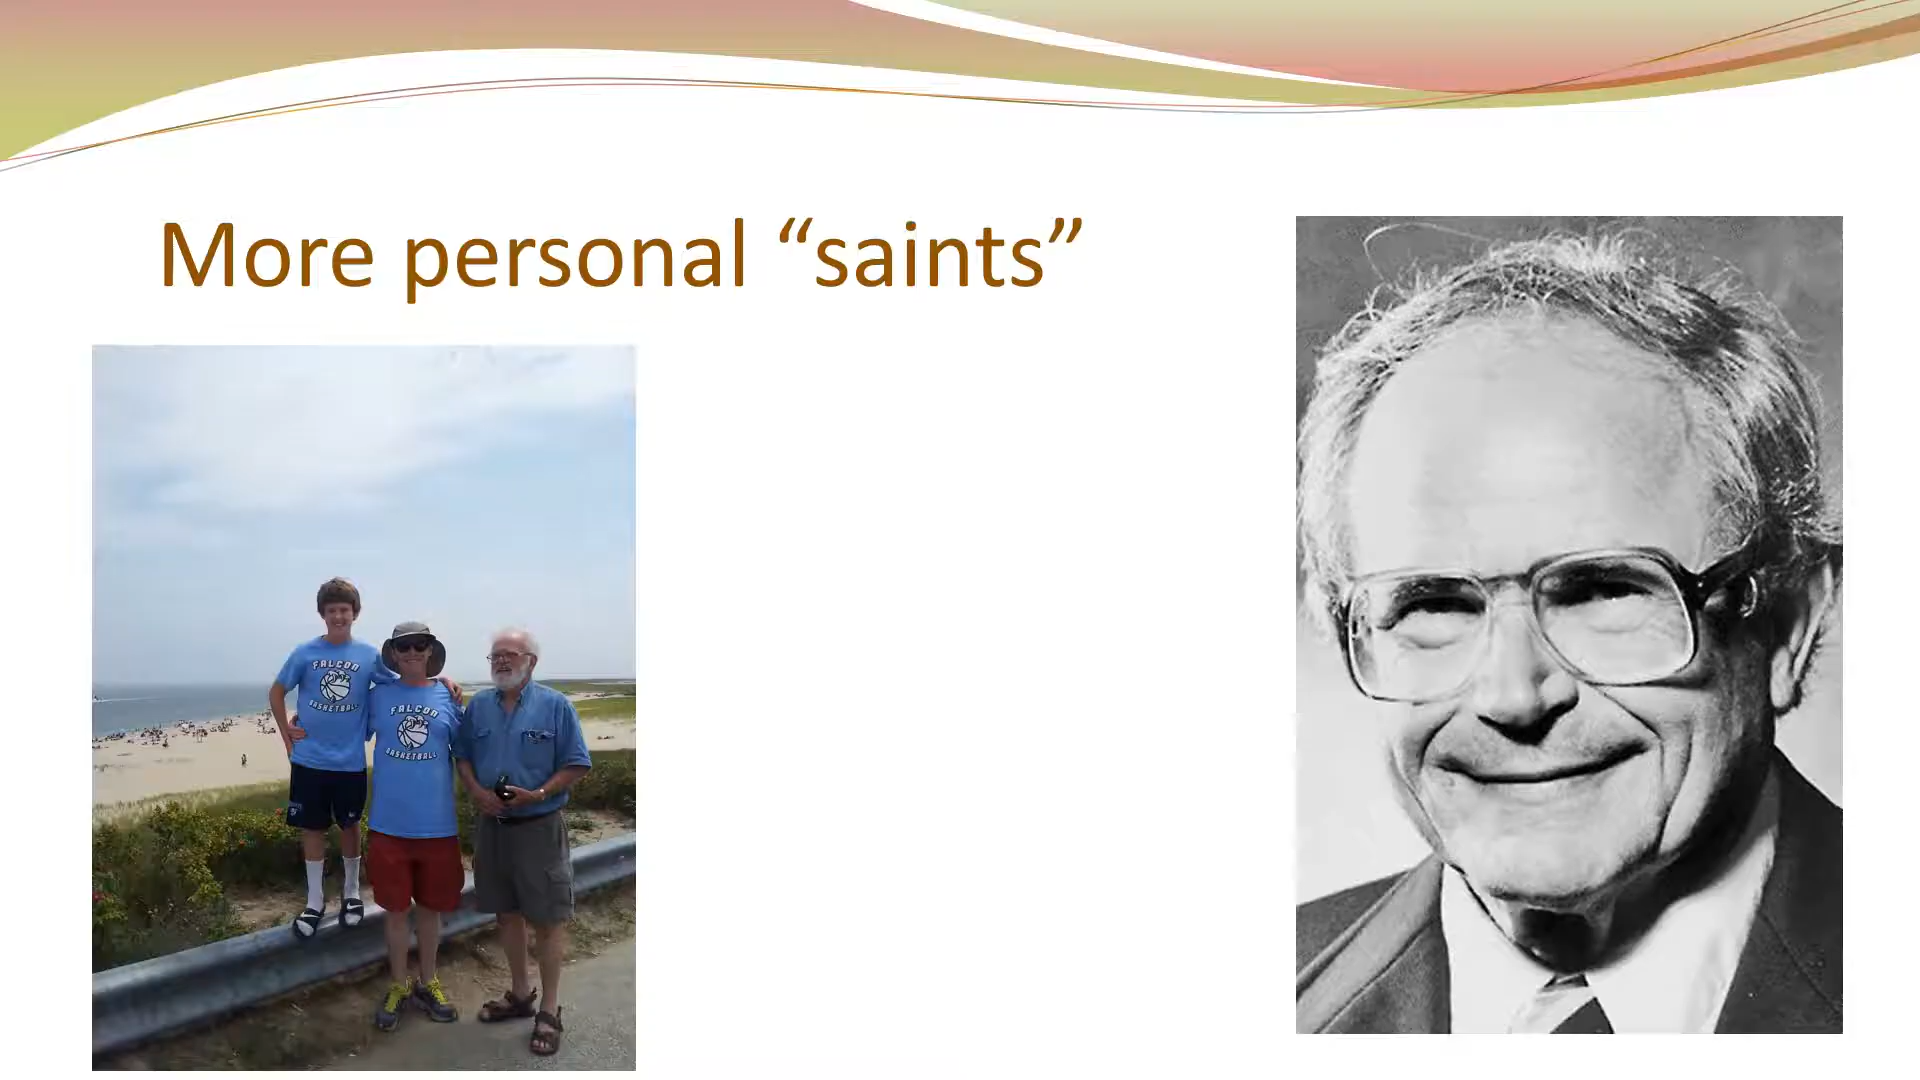 More personal “saints”
FALCON
BASKETBALL
FALCON
BASKETBALL